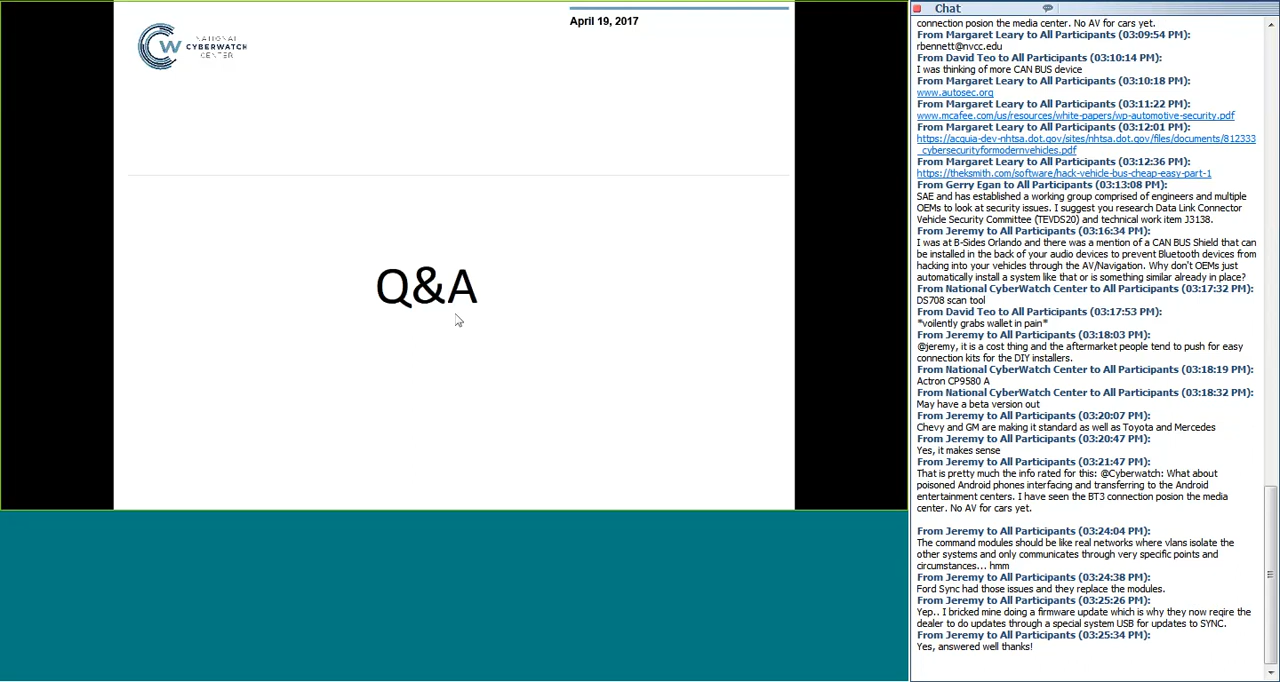 April 19, 2017
NATIONAL
CYBERWATCH
CENTER
Q&A
Chat
connection posion the media center. No AV for cars yet.
From Margaret Leary to All Participants (03:09:54 PM):
rbennett@nvcc.edu
From David Teo to All Participants (03:10:14 PM):
I was thinking of more CAN BUS device
From Margaret Leary to All Participants (03:10:18 PM):
www.autosec.org
From Margaret Leary to All Participants (03:11:22 PM):
www.mcafee.com/us/resources/white-papers/wp-automotive-security.pdf
From Margaret Leary to All Participants (03:12:01 PM):
https://acquia-dev-nhtsa.dot.gov/sites/nhtsa.dot.gov/files/documents/812333
_cybersecurityformodernvehicles.pdf
From Margaret Leary to All Participants (03:12:36 PM):
https://theksmith.com/software/hack-vehicle-bus-cheap-easy-part-1
From Gerry Egan to All Participants (03:13:08 PM):
SAE and has established a working group comprised of engineers and multiple
OEMs to look at security issues. I suggest you research Data Link Connector
Vehicle Security Committee (TEVDS20) and technical work item J3138.
From Jeremy to All Participants (03:16:34 PM):
I was at B-Sides Orlando and there was a mention of a CAN BUS Shield that can
be installed in the back of your audio devices to prevent Bluetooth devices from
hacking into your vehicles through the AV/Navigation. Why don't OEMs just
automatically install a system like that or is something similar already in place?
From National CyberWatch Center to All Participants (03:17:32 PM):
DS708 scan tool
From David Teo to All Participants (03:17:53 PM):
*voilently grabs wallet in pain*
From Jeremy to All Participants (03:18:03 PM):
@jeremy, it is a cost thing and the aftermarket people tend to push for easy
connection kits for the DIY installers.
From National CyberWatch Center to All Participants (03:18:19 PM):
Actron CP9580 A
From National CyberWatch Center to All Participants (03:18:32 PM):
May have a beta version out
From Jeremy to All Participants (03:20:07 PM):
Chevy and GM are making it standard as well as Toyota and Mercedes
From Jeremy to All Participants (03:20:47 PM):
Yes, it makes sense
From Jeremy to All Participants (03:21:47 PM):
That is pretty much the info rated for this: @Cyberwatch: What about
poisoned Android phones interfacing and transferring to the Android
entertainment centers. I have seen the BT3 connection posion the media
center. No AV for cars yet.
From Jeremy to All Participants (03:24:04 PM):
The command modules should be like real networks where vlans isolate the
other systems and only communicates through very specific points and
circumstances... hmm
From Jeremy to All Participants (03:24:38 PM):
Ford Sync had those issues and they replace the modules.
From Jeremy to All Participants (03:25:26 PM):
Yep.. I bricked mine doing a firmware update which is why they now reqire the
dealer to do updates through a special system USB for updates to SYNC.
From Jeremy to All Participants (03:25:34 PM):
Yes, answered well thanks!